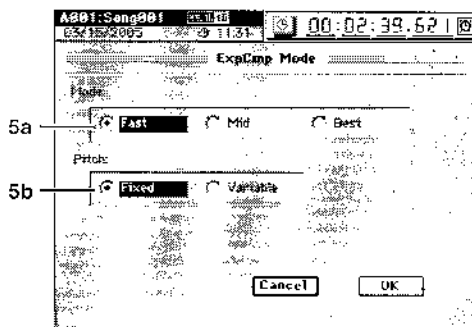 A001:Song001
00:02:39.621
03/15/2005 11:31
ExpCmp Mode
Mode:
5a Fast Mid Best
Pitch:
5b Fixed Variable
Cancel OK